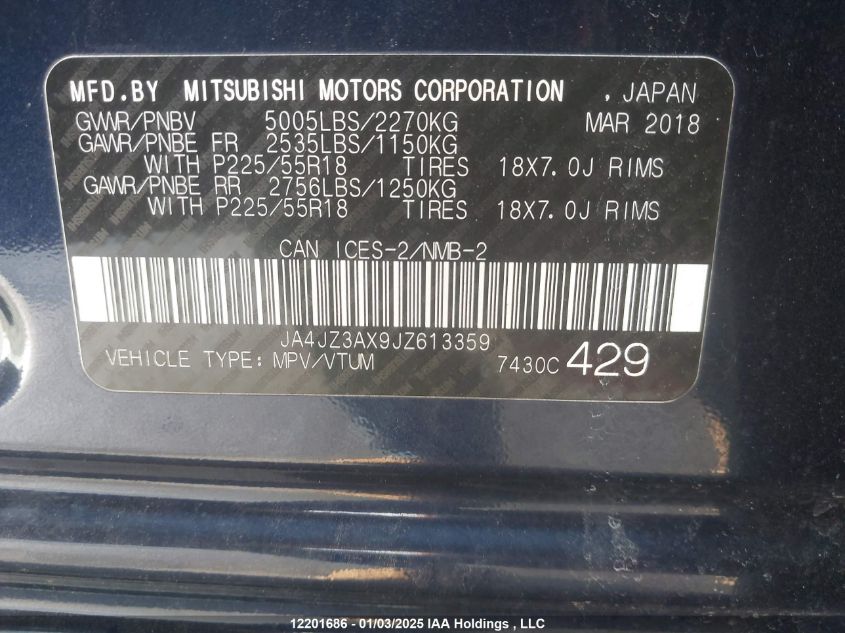 MFD.BY MITSUBISHI MOTORS CORPORATION , JAPAN
GVWR/PNBV 5005LBS/2270KG MAR 2018
GAWR/PNBE FR 2535LBS/1150KG
WITH P225/55R18 TIRES 18X7.0J RIMS
GAWR/PNBE RR 2756LBS/1250KG
WITH P225/55R18 TIRES 18X7.0J RIMS
CAN ICES-2/NMB-2
JA4JZ3AX9JZ613359
VEHICLE TYPE: MPV/VTUM 7430C 429
12201686 - 01/03/2025 IAA Holdings , LLC